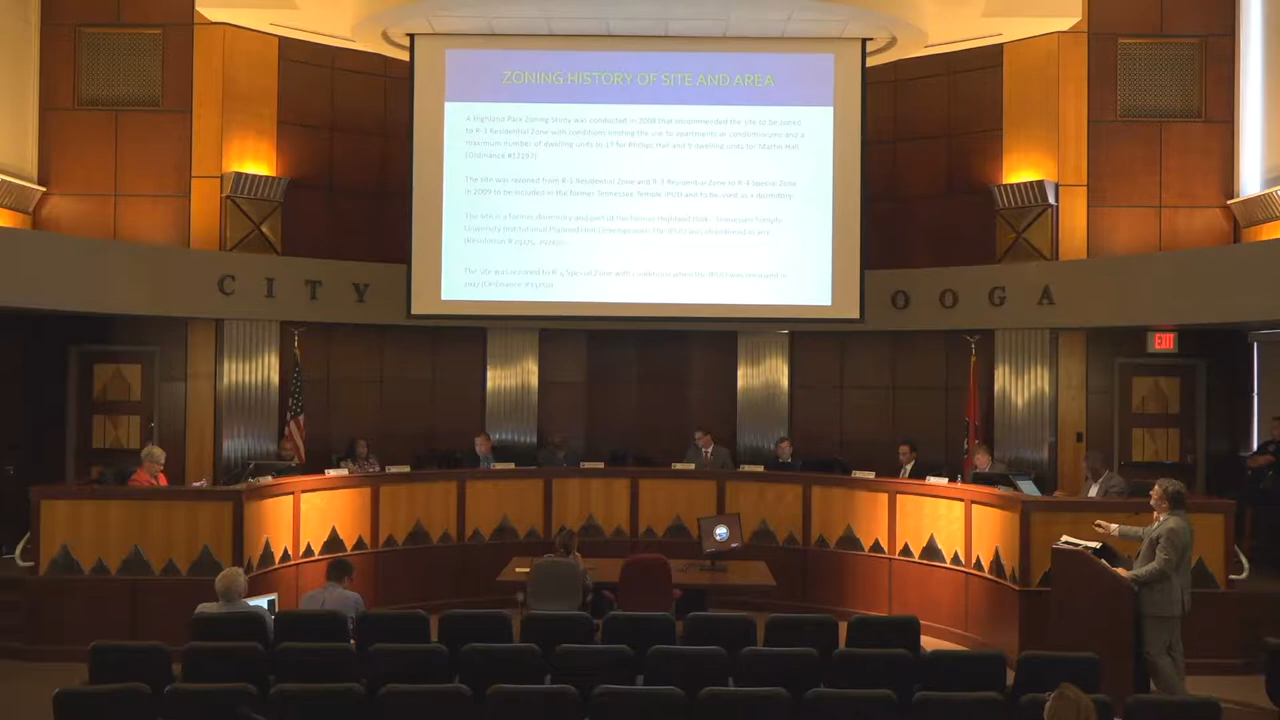 ZONING HISTORY OF SITE AND AREA
A Highland Park Zoning Study was conducted in 2008 that recommended the site to be zoned
to R-3 Residential Zone with conditions limiting the use to apartments or condominiums and a
maximum number of dwelling units to 17 for Phillips Hall and 9 dwelling units for Martin Hall
(Ordinance
The site was rezoned from R-1 Residential Zone and R-3 Residential Zone to R-4 Special Zone
in 2009 to be included in the former Tennessee Temple IPUD and to be used as a dormitory.
The site is a former dormitory and part of the former Highland Park - Tennessee Temple
University Institutional Planned Unit Development. The IPUD was abandoned in
(Resolution
The site was rezoned to R-4 Special Zone with conditions when the IPUD was
2017 (Ordinance
CITY OOGA
EXIT